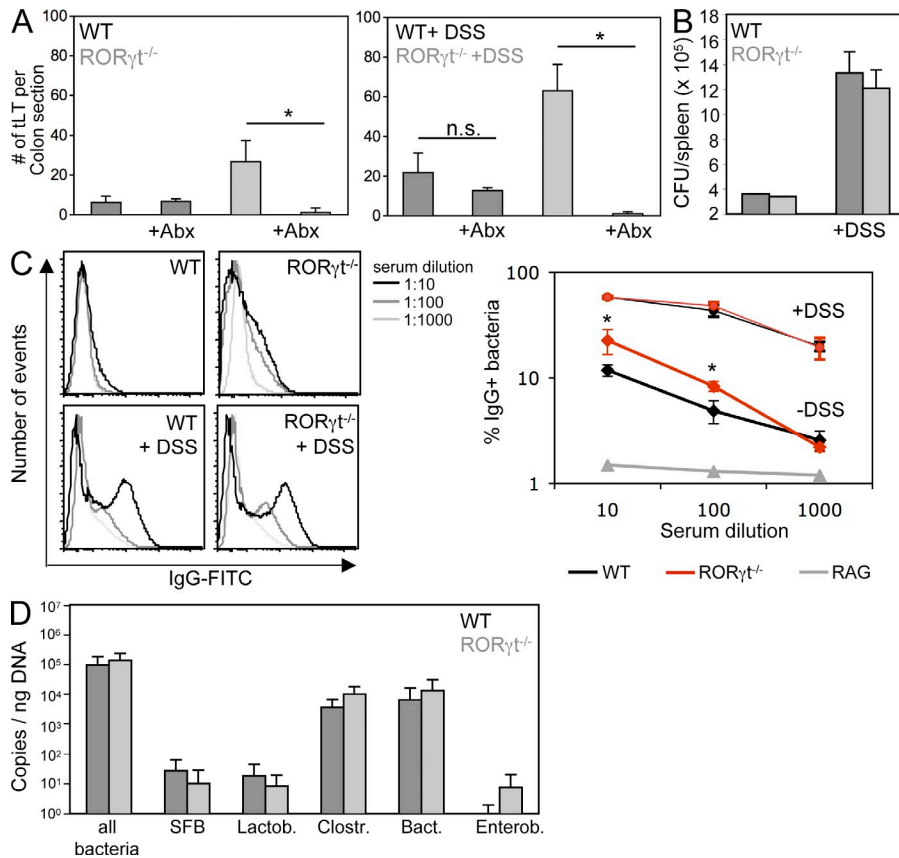 A
# of tLT per
Colon section
100
80
60
40
20
0
WT
RORγt-/-
*
+Abx
+Abx
100
80
60
40
20
0
WT+ DSS
RORγt-/- +DSS
n.s.
*
+Abx
+Abx
B
CFU/spleen (x 10⁵)
16
14
12
10
8
6
4
2
WT
RORγt-/-
+DSS
C
Number of events
WT
RORγt-/-
WT
+ DSS
RORγt-/-
+ DSS
IgG-FITC
serum dilution
1:10
1:100
1:1000
% IgG+ bacteria
100
10
1
+DSS
*
*
-DSS
10
100
1000
Serum dilution
WT
RORγt-/-
RAG
D
Copies / ng DNA
10⁷
10⁶
10⁵
10⁴
10³
10²
10¹
10⁰
WT
RORγt-/-
all
bacteria
SFB
Lactob.
Clostr.
Bact.
Enterob.